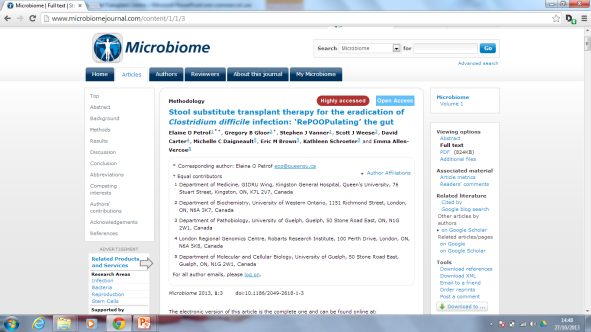 Microbiome | Full text | St
www.microbiomejournal.com/content/1/1/3
Microbiome
Search Microbiome for Go
Advanced search
Home Articles Authors Reviewers About this journal My Microbiome
Top
Abstract
Background
Methods
Results
Discussion
Conclusion
Abbreviations
Competing
interests
Authors'
contributions
Acknowledgements
References
ADVERTISEMENT
Related Products
and Services
Research Areas
Infection
Bacteria
Reproduction
Stem Cells
Supported by
Methodology
Highly accessed Open Access
Stool substitute transplant therapy for the eradication of
Clostridium difficile infection: 'RePOOPulating' the gut
Elaine O Petrof, Gregory B Gloor, Stephen J Vanner, Scott J Weese, David
Carter, Michelle C Daigneault, Eric M Brown, Kathleen Schroeter and Emma Allen-
Vercoe
* Corresponding author: Elaine O Petrof eop@queensu.ca
* Equal contributors
Author Affiliations
1 Department of Medicine, GIDRU Wing, Kingston General Hospital, Queen's University, 76
Stuart Street, Kingston, ON, K7L 2V7, Canada
2 Department of Biochemistry, University of Western Ontario, 1151 Richmond Street, London,
ON, N6A 3K7, Canada
3 Department of Pathobiology, University of Guelph, Guelph, 50 Stone Road East, ON, N1G
2W1, Canada
4 London Regional Genomics Centre, Robarts Research Institute, 100 Perth Drive, London, ON,
N6A 5K8, Canada
5 Department of Molecular and Cellular Biology, University of Guelph, 50 Stone Road East,
Guelph, ON, N1G 2W1, Canada
For all author emails, please log on.
Microbiome 2013, 1:3 doi:10.1186/2049-2618-1-3
The electronic version of this article is the complete one and can be found online at:
Microbiome
Volume 1
Viewing options
Abstract
Full text
PDF (824KB)
Additional files
Associated material
Article metrics
Readers' comments
Related literature
Cited by
Google blog search
Other articles by
authors
on Google Scholar
Related articles/pages
on Google
on Google Scholar
Tools
Download references
Download XML
Email to a friend
Order reprints
Post a comment
Download to ...
14:48
27/10/2013